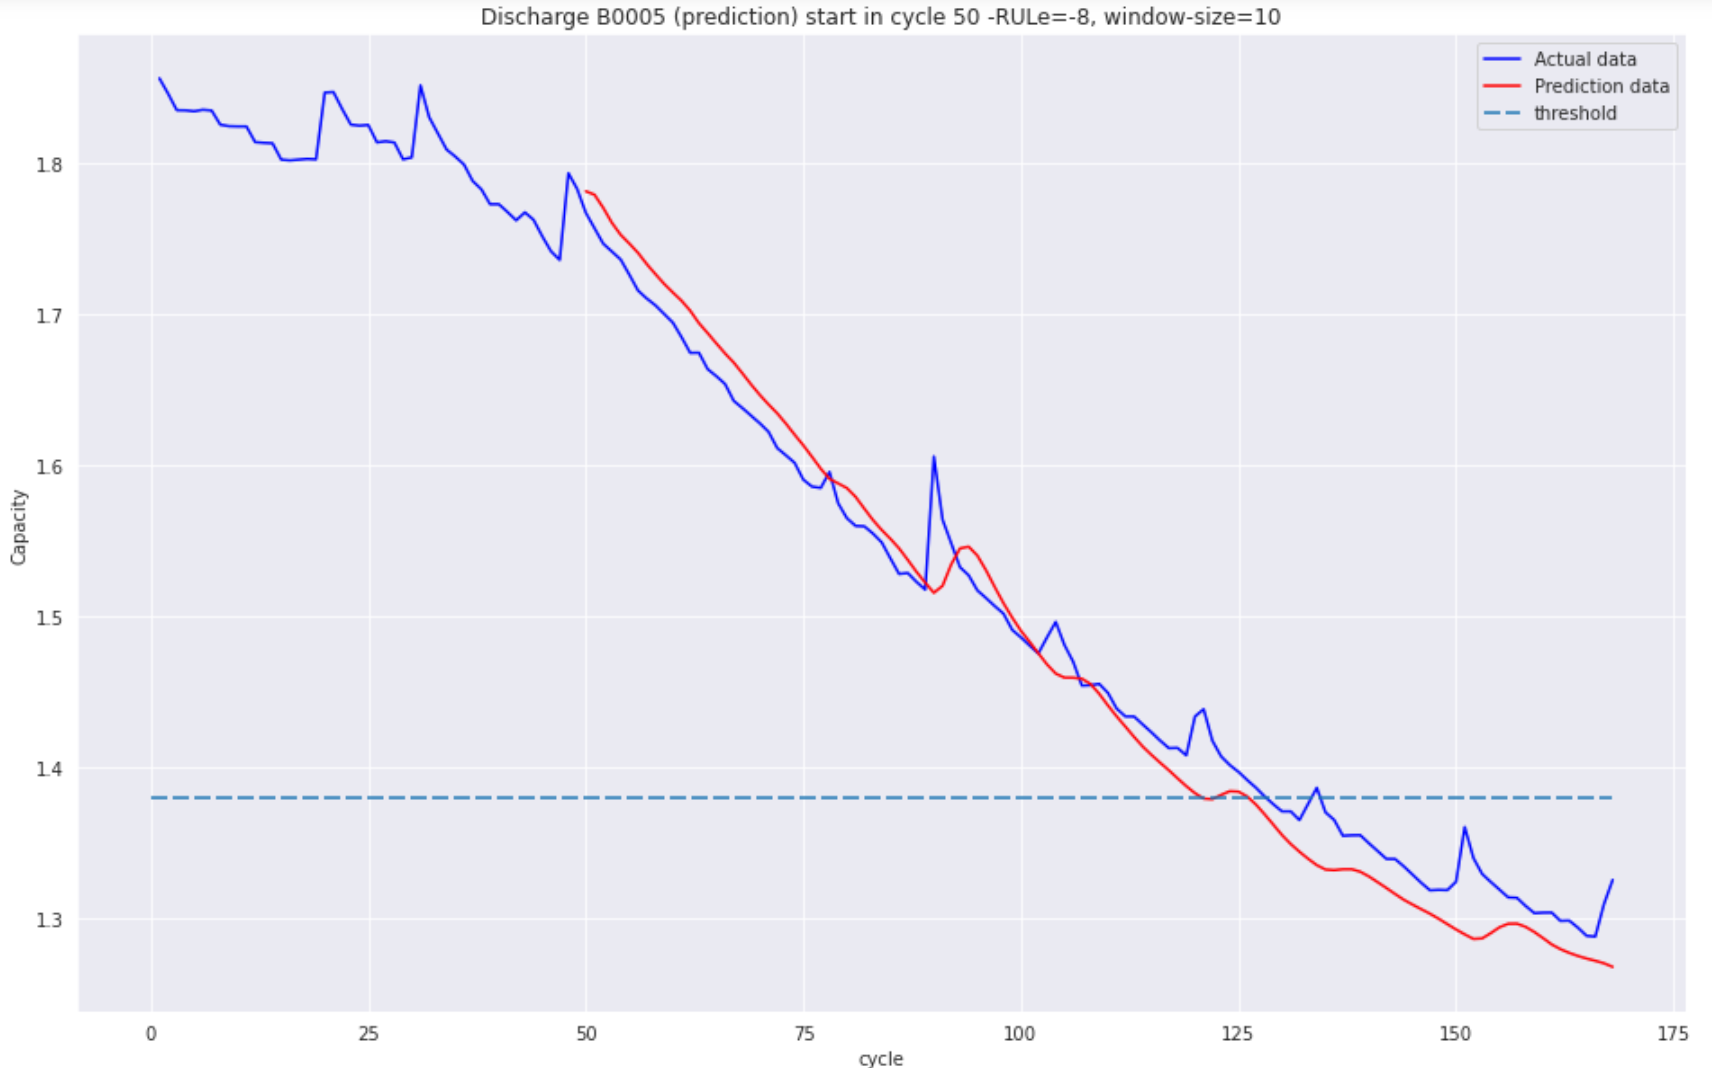 Discharge B0005 (prediction) start in cycle 50 -RULe=-8, window-size=10
Actual data
Prediction data
threshold
Capacity
1.8
1.7
1.6
1.5
1.4
1.3
0 25 50 75 100 125 150 175
cycle